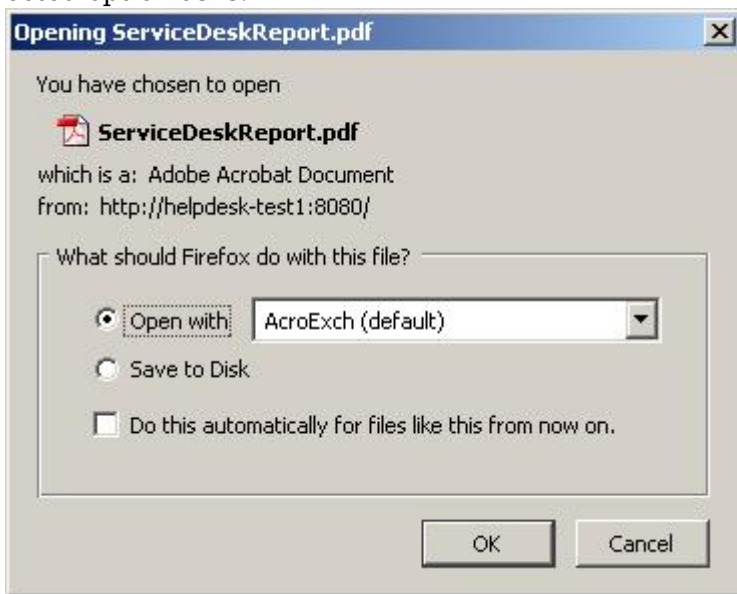 Opening ServiceDeskReport.pdf
You have chosen to open
ServiceDeskReport.pdf
which is a: Adobe Acrobat Document
from: http://helpdesk-test1:8080/
What should Firefox do with this file?
Open with AcroExch (default)
Save to Disk
Do this automatically for files like this from now on.
OK Cancel